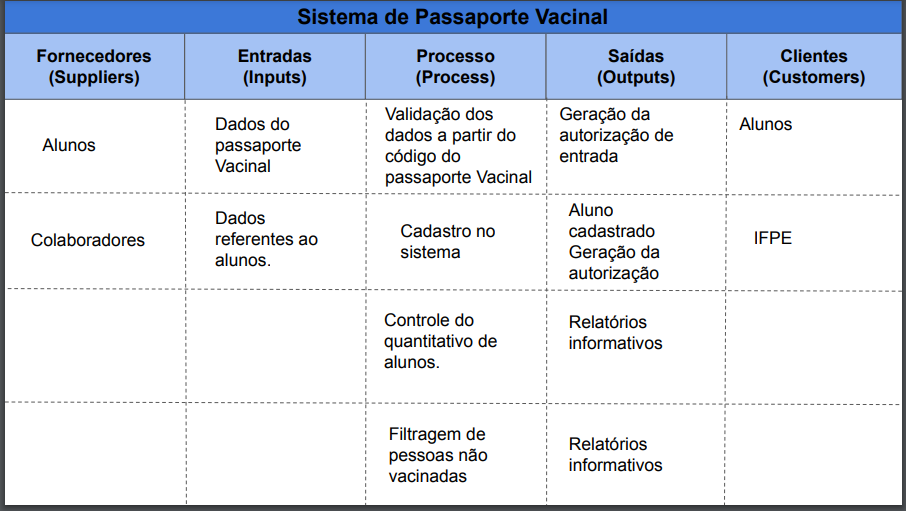 Sistema de Passaporte Vacinal
Fornecedores
(Suppliers)
Entradas
(Inputs)
Processo
(Process)
Saídas
(Outputs)
Clientes
(Customers)
Alunos
Dados do
passaporte
Vacinal
Validação dos
dados a partir do
código do
passaporte Vacinal
Geração da
autorização de
entrada
Alunos
Colaboradores
Dados
referentes ao
alunos.
Cadastro no
sistema
Aluno
cadastrado
Geração da
autorização
IFPE
Controle do
quantitativo de
alunos.
Relatórios
informativos
Filtragem de
pessoas não
vacinadas
Relatórios
informativos